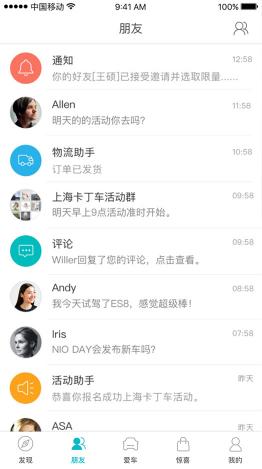 中国移动 9:41 AM 100%
朋友
通知 12:58
你的好友[王硕]已接受邀请并选取限量......
Allen 11:58
明天的的活动你去吗?
物流助手 10:58
订单已发货
上海卡丁车活动群 09:58
明天早上9点活动准时开始。
评论 09:58
Willer回复了您的评论，点击查看。
Andy 08:58
我今天试驾了ES8，感觉超级棒!
Iris 07:58
NIO DAY会发布新车吗?
活动助手 昨天
恭喜你报名成功上海卡丁车活动。
ASA 昨天
发现 朋友 爱车 惊喜 我的